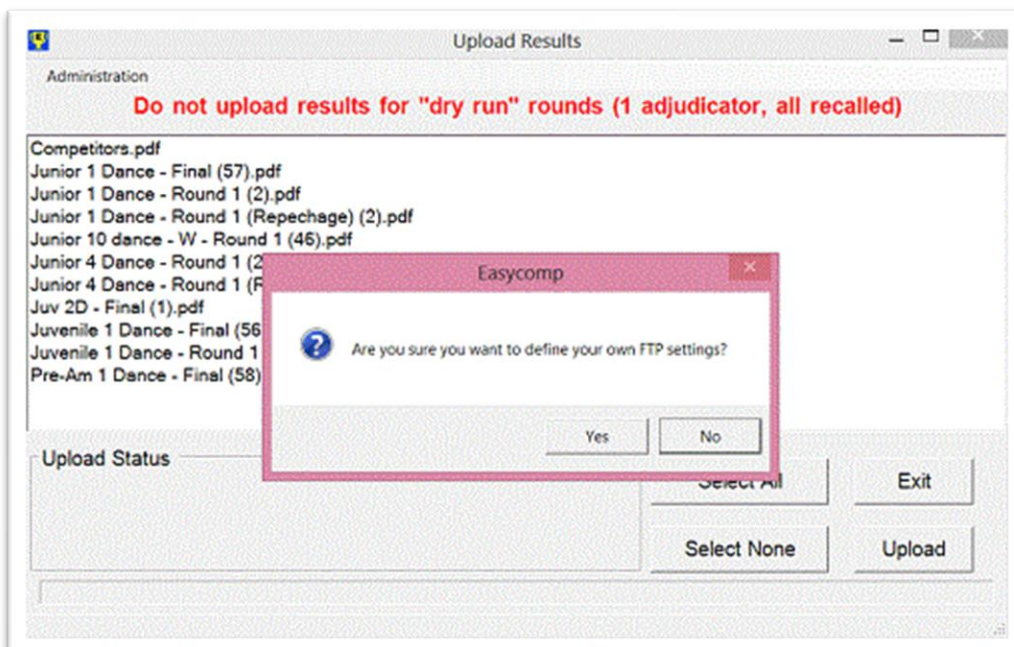 Upload Results
Administration
Do not upload results for "dry run" rounds (1 adjudicator, all recalled)
Competitors.pdf
Junior 1 Dance - Final (57).pdf
Junior 1 Dance - Round 1 (2).pdf
Junior 1 Dance - Round 1 (Repechage) (2).pdf
Junior 10 dance - W - Round 1 (46).pdf
Junior 4 Dance - Round 1 (2
Junior 4 Dance - Round 1 (R
Juv 2D - Final (1).pdf
Juvenile 1 Dance - Final (56
Juvenile 1 Dance - Round 1
Pre-Am 1 Dance - Final (58)
Easycomp
Are you sure you want to define your own FTP settings?
Yes No
Upload Status
Select All Exit
Select None Upload